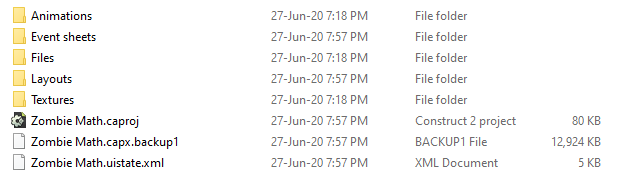 Animations 27-Jun-20 7:18 PM File folder
Event sheets 27-Jun-20 7:57 PM File folder
Files 27-Jun-20 7:18 PM File folder
Layouts 27-Jun-20 7:57 PM File folder
Textures 27-Jun-20 7:18 PM File folder
Zombie Math.caproj 27-Jun-20 7:57 PM Construct 2 project 80 KB
Zombie Math.capx.backup1 27-Jun-20 7:57 PM BACKUP1 File 12,924 KB
Zombie Math.uistate.xml 27-Jun-20 7:57 PM XML Document 5 KB